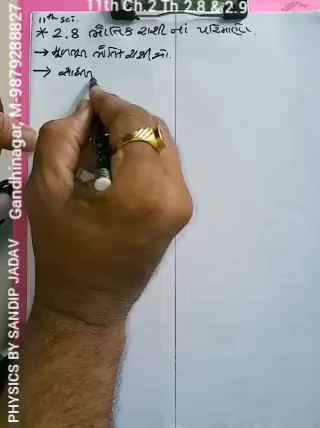 11th Ch.2 Th 2.8 & 2.9
11th sci.
* 2.8 ભૌતિક રાશી નાં પરિમાણો
→ મૂળભૂત ભૌતિક રાશીઓ.
→
PHYSICS BY SANDIP JADAV Gandhinagar, M-9879288827